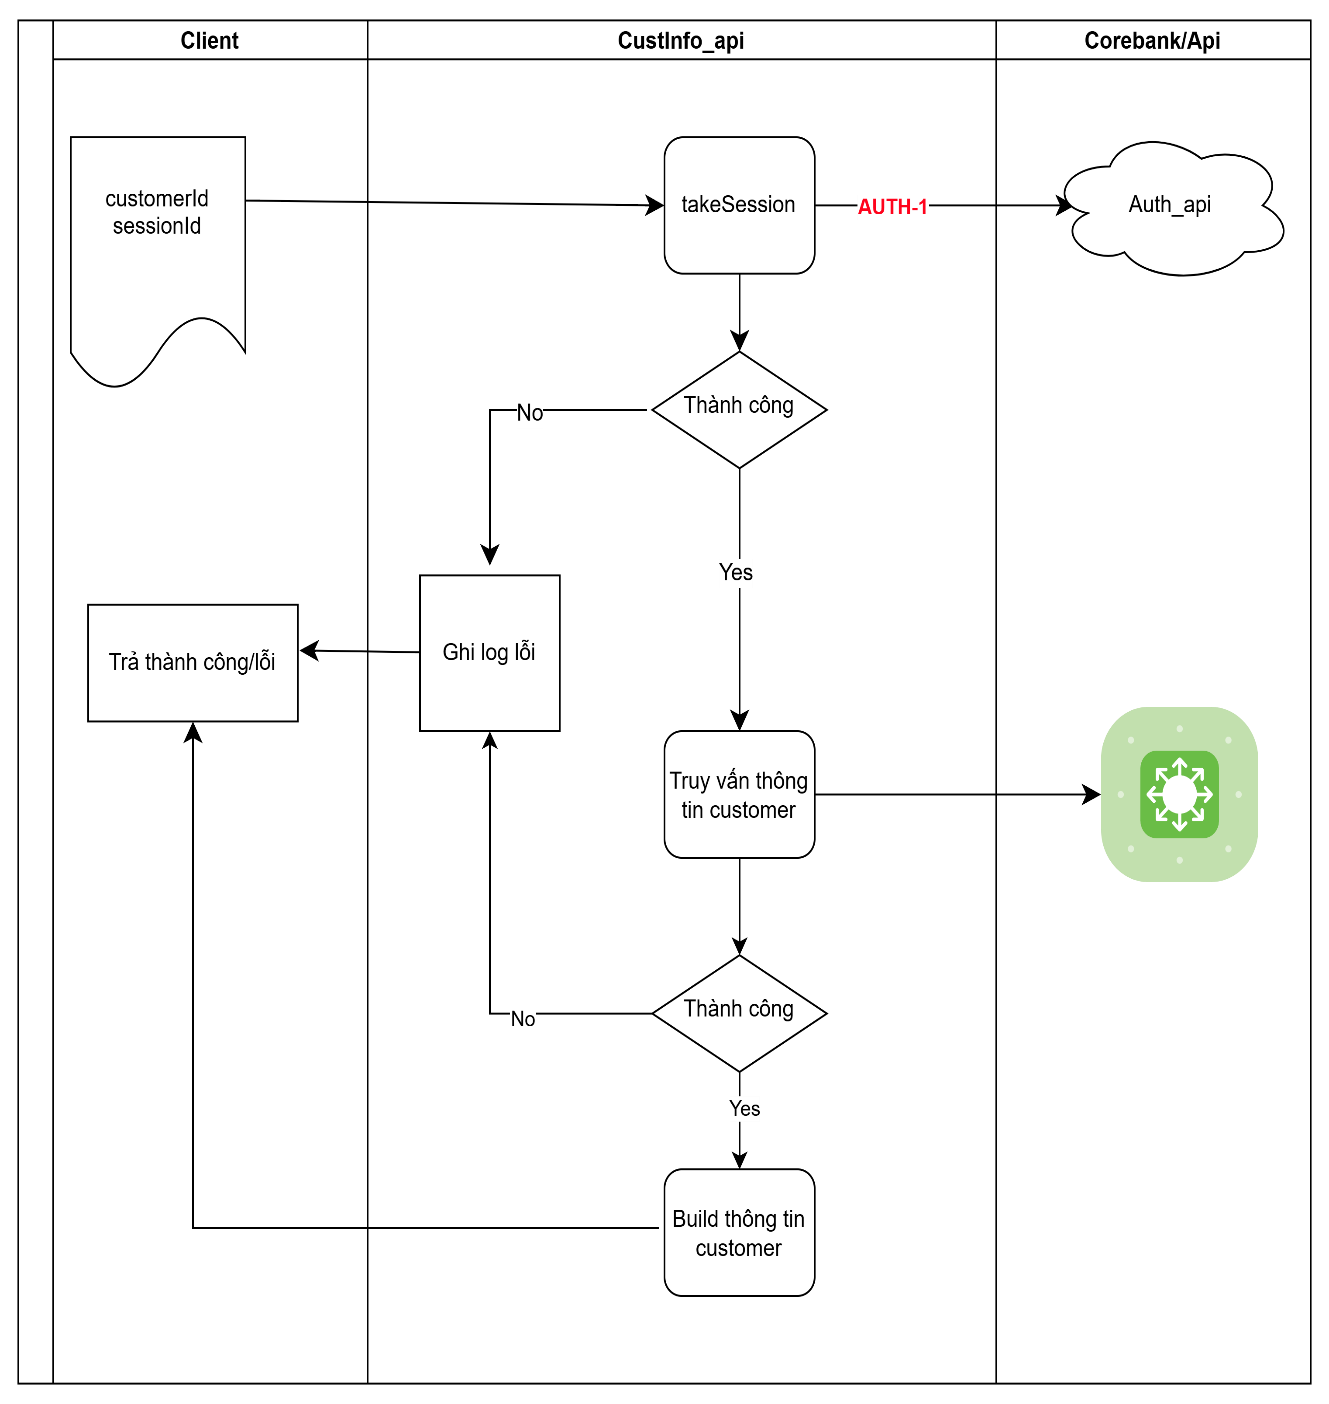 Client
CustInfo_api
Corebank/Api
customerId
sessionId
takeSession
AUTH-1
Auth_api
Thành công
No
Yes
Ghi log lỗi
Trả thành công/lỗi
Truy vấn thông
tin customer
Thành công
No
Yes
Build thông tin
customer